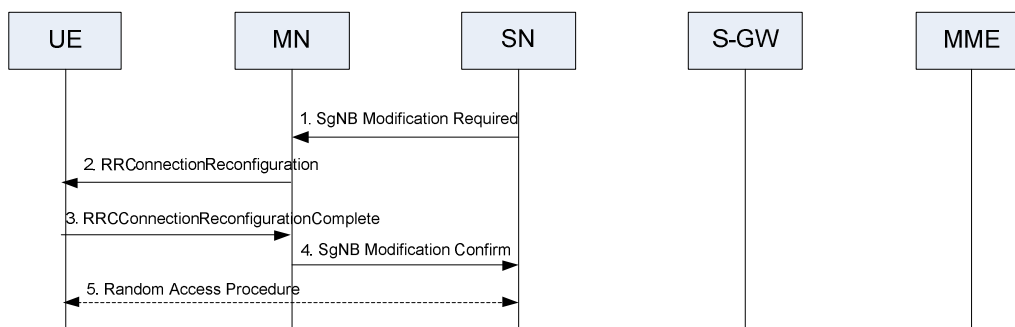 UE
MN
SN
S-GW
MME
1. SgNB Modification Required
2. RRConnectionReconfiguration
3. RRCConnectionReconfigurationComplete
4. SgNB Modification Confirm
5. Random Access Procedure